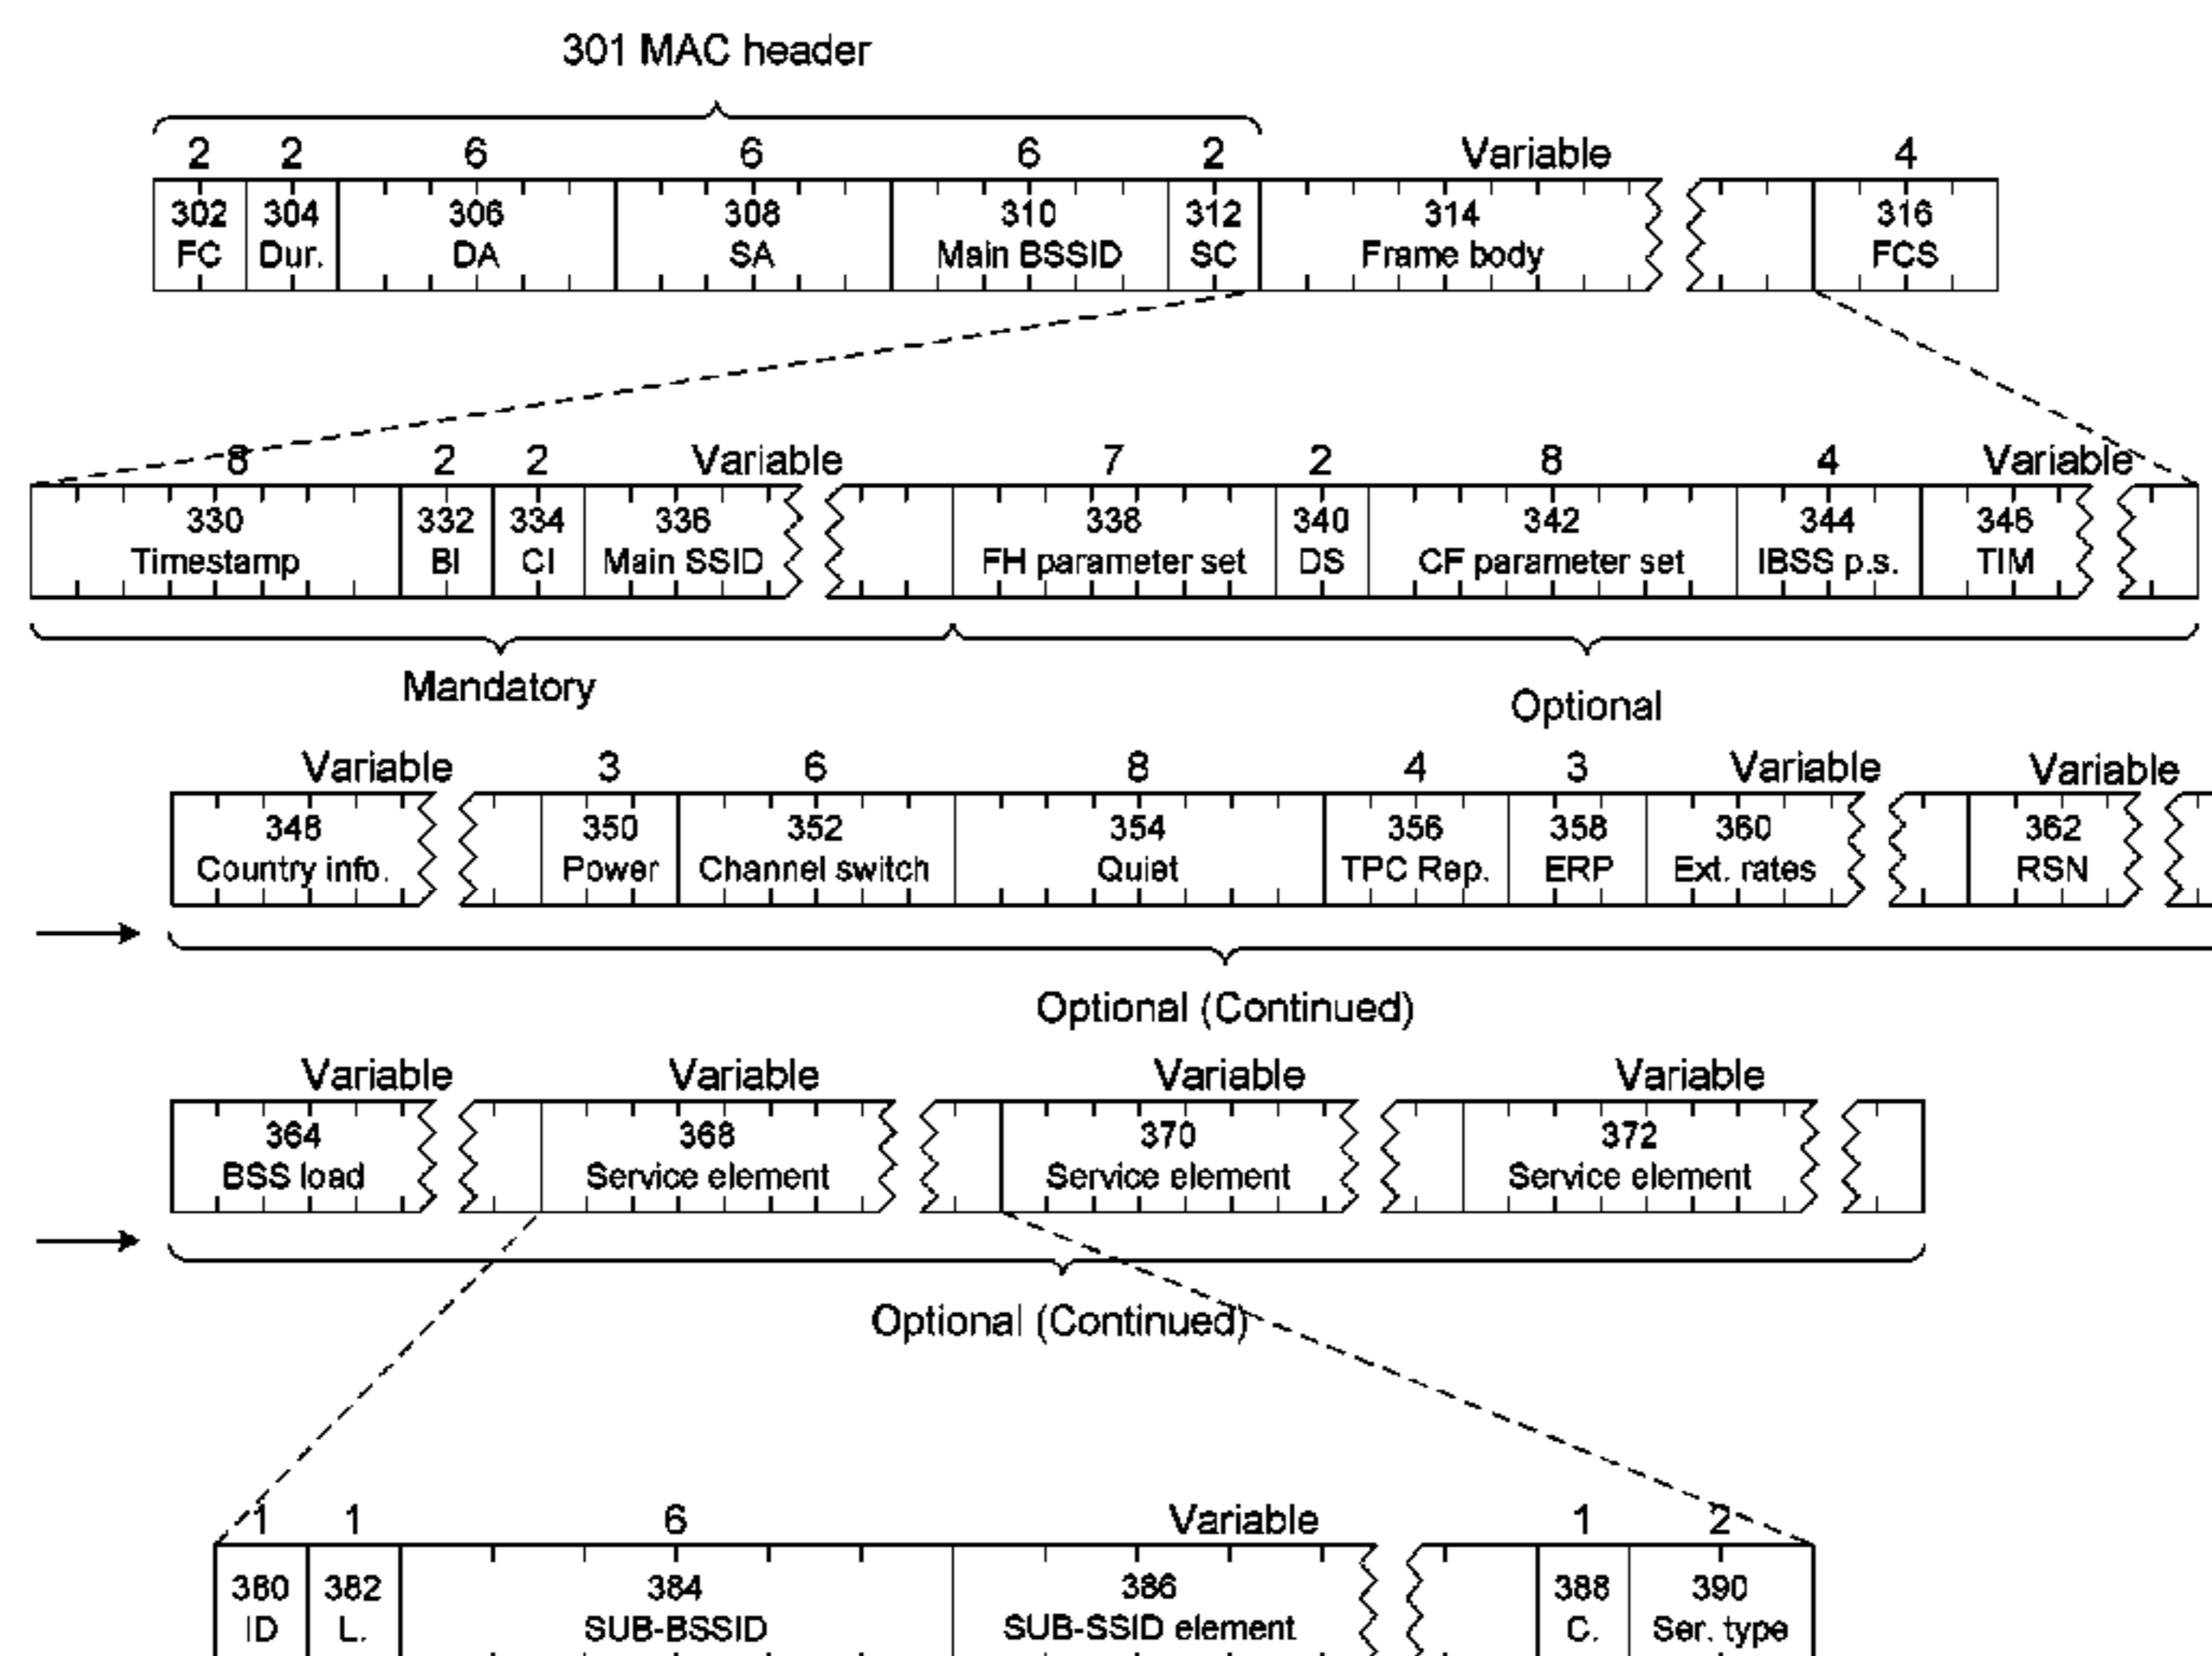 301 MAC header
2 2 6 6 6 2 Variable 4
302 304 306 308 310 312 314 316
FC Dur. DA SA Main BSSID SC Frame body FCS
8 2 2 Variable 7 2 8 4 Variable
330 332 334 336 338 340 342 344 346
Timestamp BI CI Main SSID FH parameter set DS CF parameter set IBSS p.s. TIM
Mandatory
Optional
Variable 3 6 8 4 3 Variable Variable
348 350 352 354 356 358 360 362
Country info. Power Channel switch Quiet TPC Rep. ERP Ext. rates RSN
Optional (Continued)
Variable Variable Variable Variable
364 368 370 372
BSS load Service element Service element Service element
Optional (Continued)
1 1 6 Variable 1 2
380 382 384 386 388 390
ID L. SUB-BSSID SUB-SSID element C. Ser. type